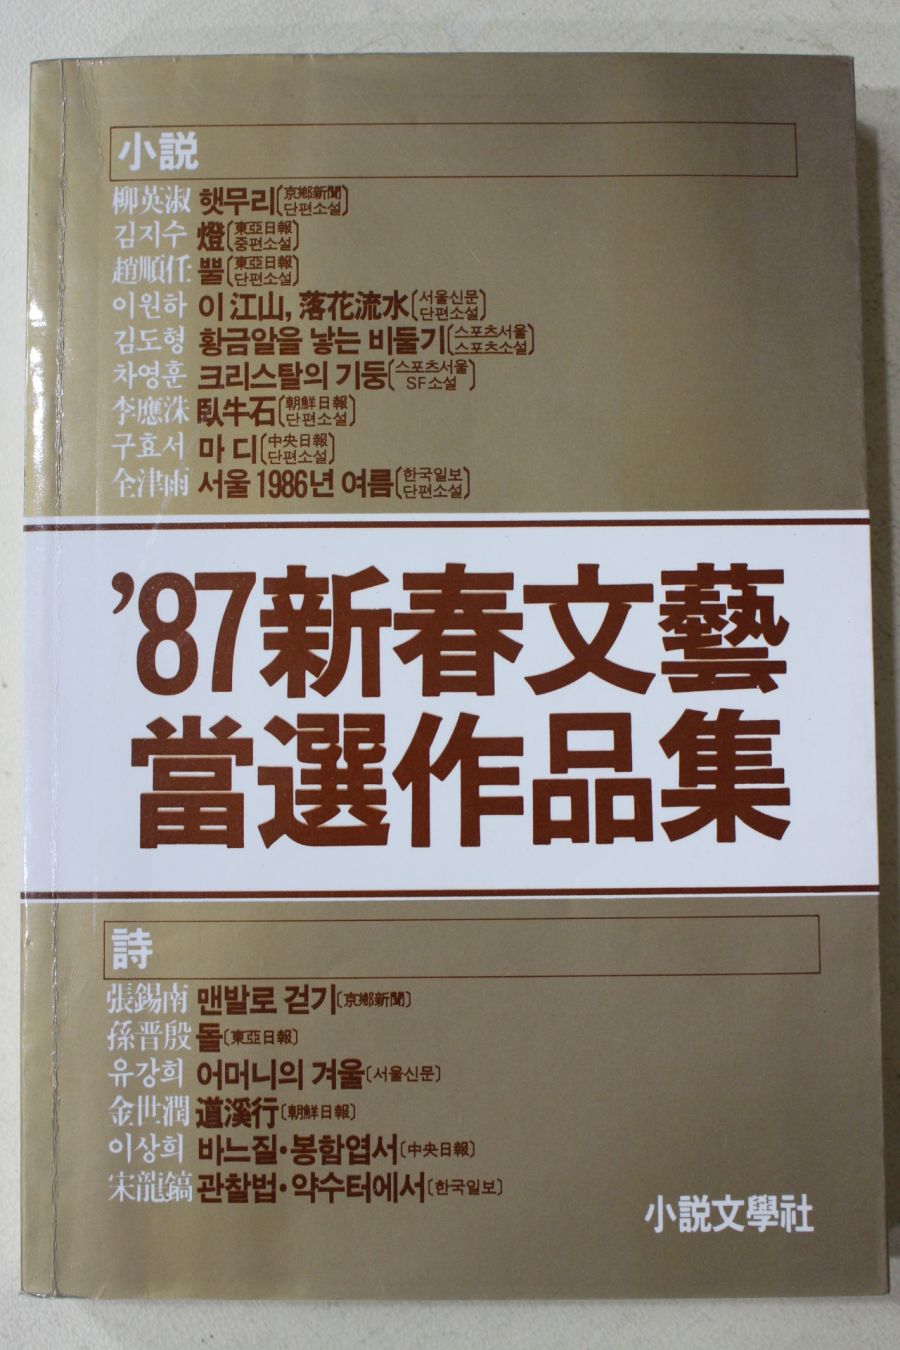 小説
柳英淑 햇무리〔京鄕新聞 단편소설〕
김지수 燈〔東亞日報 중편소설〕
趙順任 뿔〔東亞日報 단편소설〕
이원하 이 江山, 落花流水〔서울신문 단편소설〕
김도형 황금알을 낳는 비둘기〔스포츠서울 스포츠소설〕
차영훈 크리스탈의 기둥〔스포츠서울 SF소설〕
李應洙 臥牛石〔朝鮮日報 단편소설〕
구효서 마디〔中央日報 단편소설〕
全津雨 서울 1986년 여름〔한국일보 단편소설〕
’87新春文藝
當選作品集
詩
張錫南 맨발로 걷기〔京鄕新聞〕
孫晋殷 돌〔東亞日報〕
유강희 어머니의 겨울〔서울신문〕
金世潤 道溪行〔朝鮮日報〕
이상희 바느질·봉함엽서〔中央日報〕
宋龍鎬 관찰법·약수터에서〔한국일보〕
小説文學社